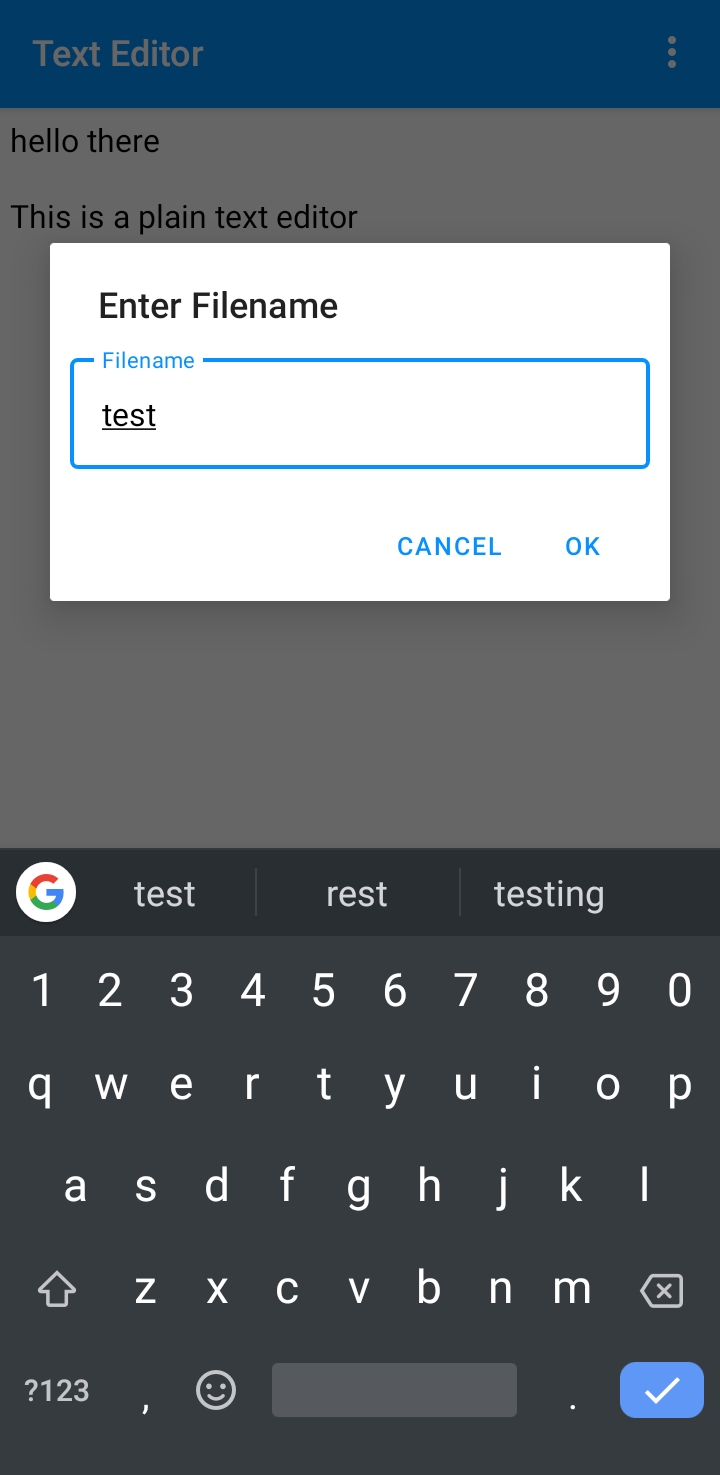 Text Editor
hello there
This is a plain text editor
Enter Filename
Filename
test
CANCEL OK
test rest testing
1 2 3 4 5 6 7 8 9 0
q w e r t y u i o p
a s d f g h j k l
z x c v b n m
?123 , .